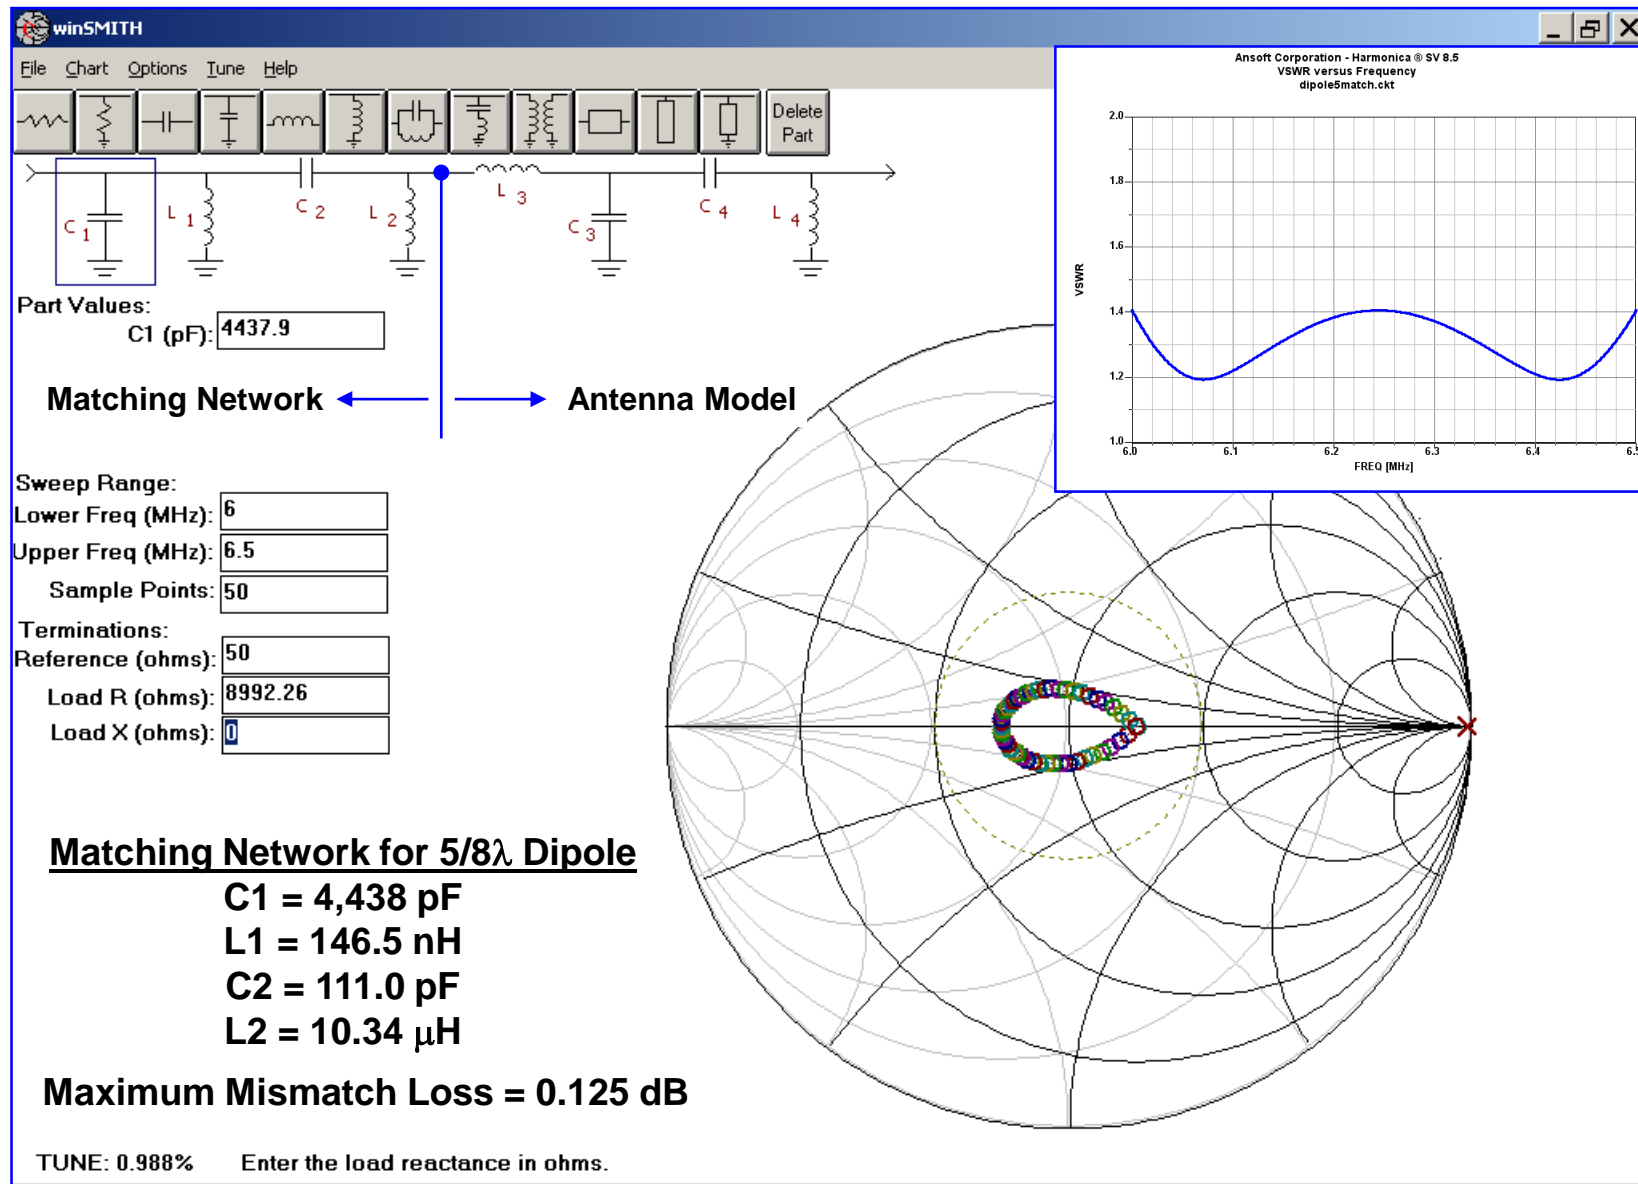 winSMITH
File Chart Options Tune Help
Delete
Part
C 1
L 1
C 2
L 2
L 3
C 3
C 4
L 4
Part Values:
C1 (pF): 4437.9
Matching Network
Antenna Model
Sweep Range:
Lower Freq (MHz): 6
Upper Freq (MHz): 6.5
Sample Points: 50
Terminations:
Reference (ohms): 50
Load R (ohms): 8992.26
Load X (ohms): 0
Ansoft Corporation - Harmonica ® SV 8.5
VSWR versus Frequency
dipole5match.ckt
2.0
1.8
1.6
1.4
1.2
1.0
VSWR
6.0 6.1 6.2 6.3 6.4 6.5
FREQ [MHz]
Matching Network for 5/8λ Dipole
C1 = 4,438 pF
L1 = 146.5 nH
C2 = 111.0 pF
L2 = 10.34 μH
Maximum Mismatch Loss = 0.125 dB
TUNE: 0.988% Enter the load reactance in ohms.